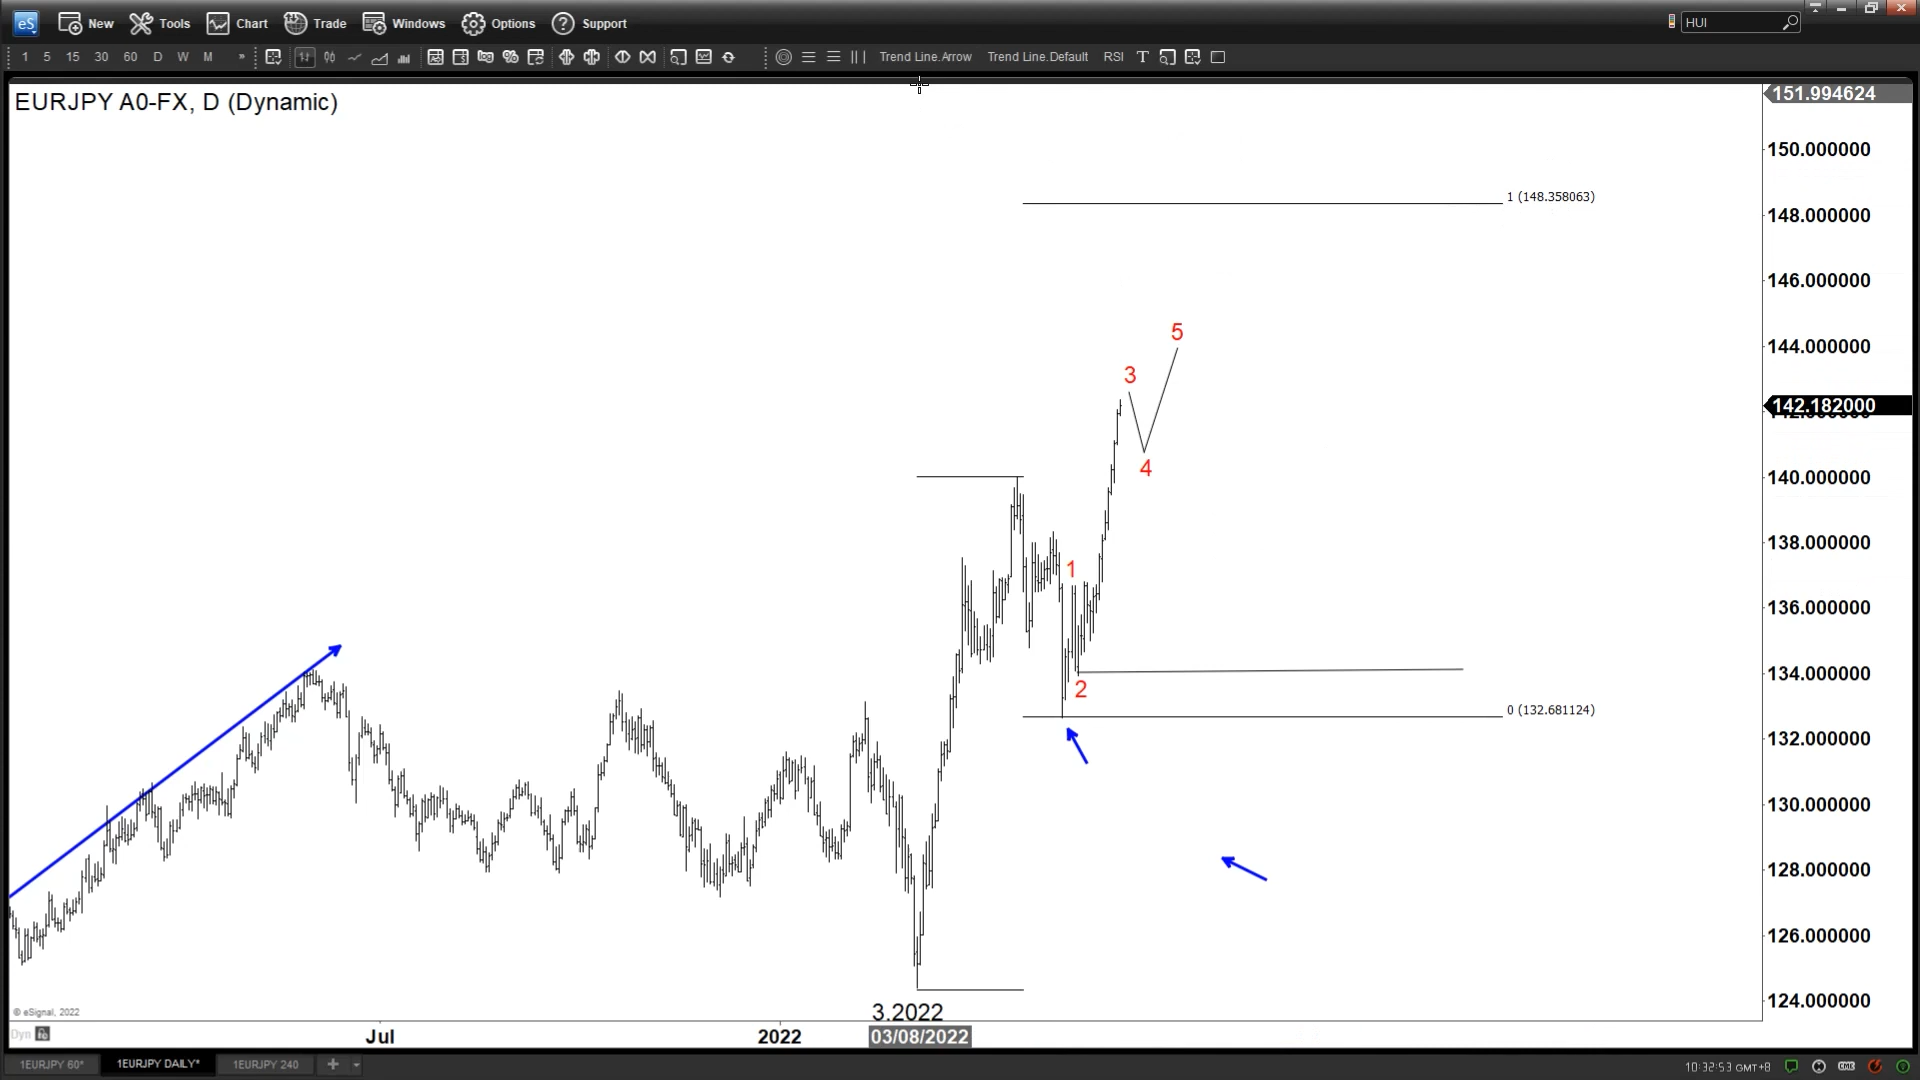 eS New Tools Chart Trade Windows Options Support HUI
1 5 15 30 60 D W M » Trend Line.Arrow Trend Line.Default RSI T
EURJPY A0-FX, D (Dynamic)
151.994624
150.000000
1 (148.358063)
148.000000
146.000000
5
144.000000
3
142.182000
4
140.000000
138.000000
1
136.000000
134.000000
2
0 (132.681124)
132.000000
130.000000
128.000000
126.000000
124.000000
3.2022
© eSignal, 2022
Dyn
Jul 2022 03/08/2022
1EURJPY 60* 1EURJPY DAILY* 1EURJPY 240 +
10:32:53 GMT+8